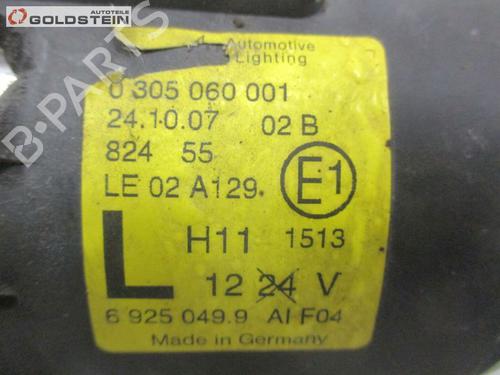 AUTOTEILE
GOLDSTEIN
Automotive
Lighting
0 305 060 001
24.10.07 02 B
824 55
LE 02 A129 E1
L H11 1513
12 24 V
6 925 049.9 AI F04
Made in Germany